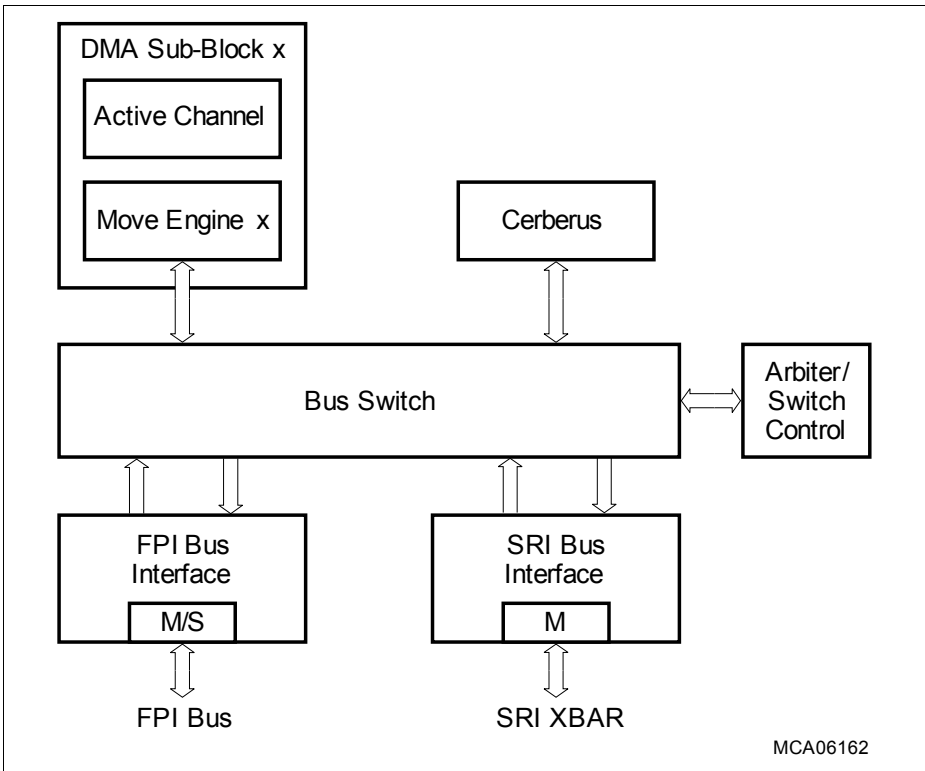 DMA Sub-Block x
Active Channel
Move Engine x
Cerberus
Bus Switch
Arbiter/
Switch
Control
FPI Bus
Interface
M/S
SRI Bus
Interface
M
FPI Bus
SRI XBAR
MCA06162